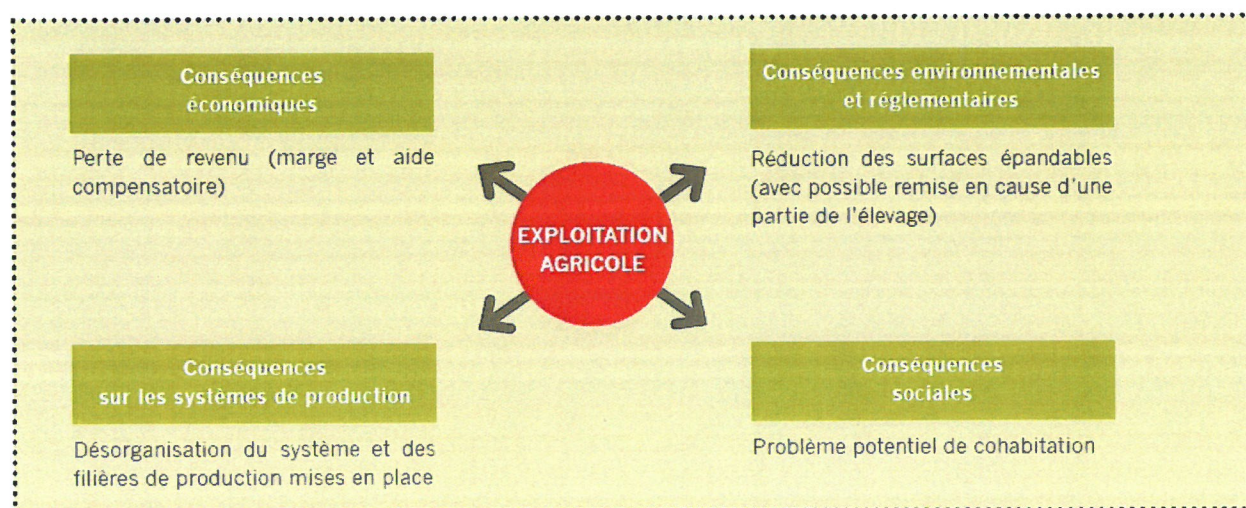 Conséquences
économiques
Perte de revenu (marge et aide
compensatoire)
Conséquences environnementales
et réglementaires
Réduction des surfaces épandables
(avec possible remise en cause d'une
partie de l'élevage)
EXPLOITATION
AGRICOLE
Conséquences
sur les systèmes de production
Désorganisation du système et des
filières de production mises en place
Conséquences
sociales
Problème potentiel de cohabitation